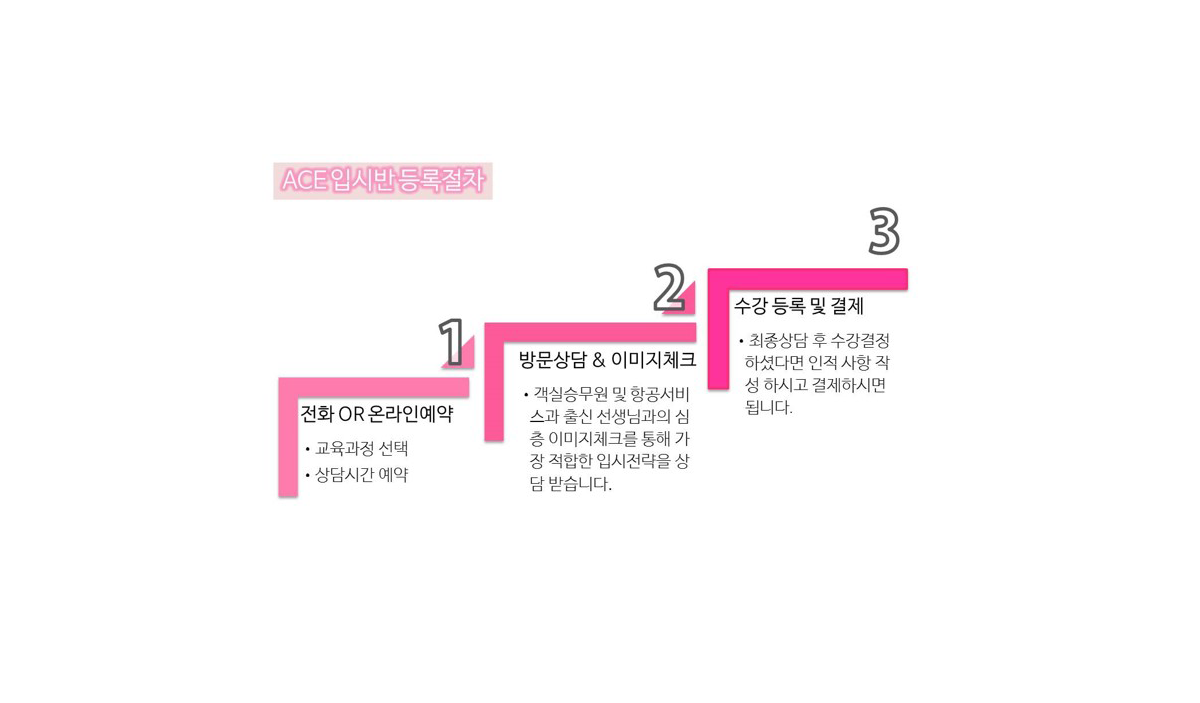 ACE 입시반 등록절차
1
전화 OR 온라인예약
• 교육과정 선택
• 상담시간 예약
2
방문상담 & 이미지체크
• 객실승무원 및 항공서비
스과 출신 선생님과의 심
층 이미지체크를 통해 가
장 적합한 입시전략을 상
담 받습니다.
3
수강 등록 및 결제
• 최종상담 후 수강결정
하셨다면 인적 사항 작
성 하시고 결제하시면
됩니다.